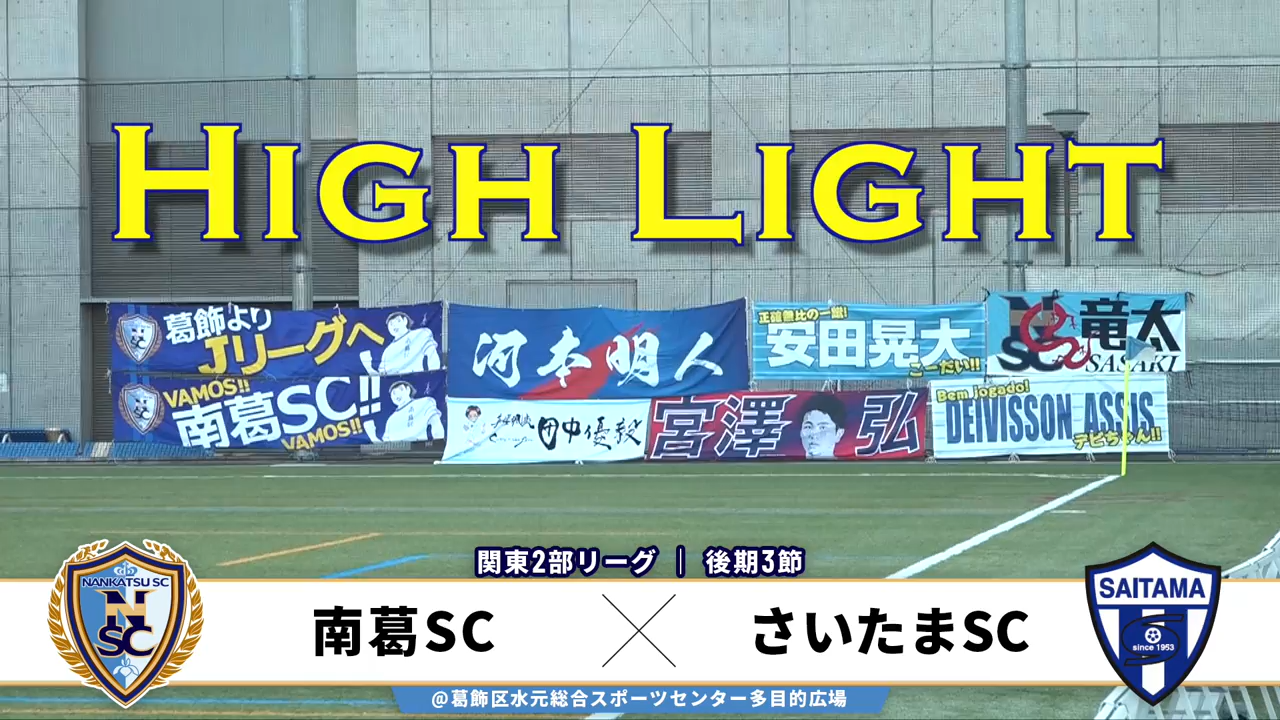 HIGH LIGHT
葛飾より
Jリーグへ
VAMOS!!
南葛SC!!
VAMOS!!
河本明人
田中優毅
宮澤 弘
正確無比の一蹴!
安田晃大
こーだい!!
竜太
SASAKI
Bem jogado!
DEIVISSON ASSIS
デビちゃん!!
関東2部リーグ | 後期3節
NANKATSU SC
N
SC
南葛SC
さいたまSC
SAITAMA
S
since 1953
@葛飾区水元総合スポーツセンター多目的広場